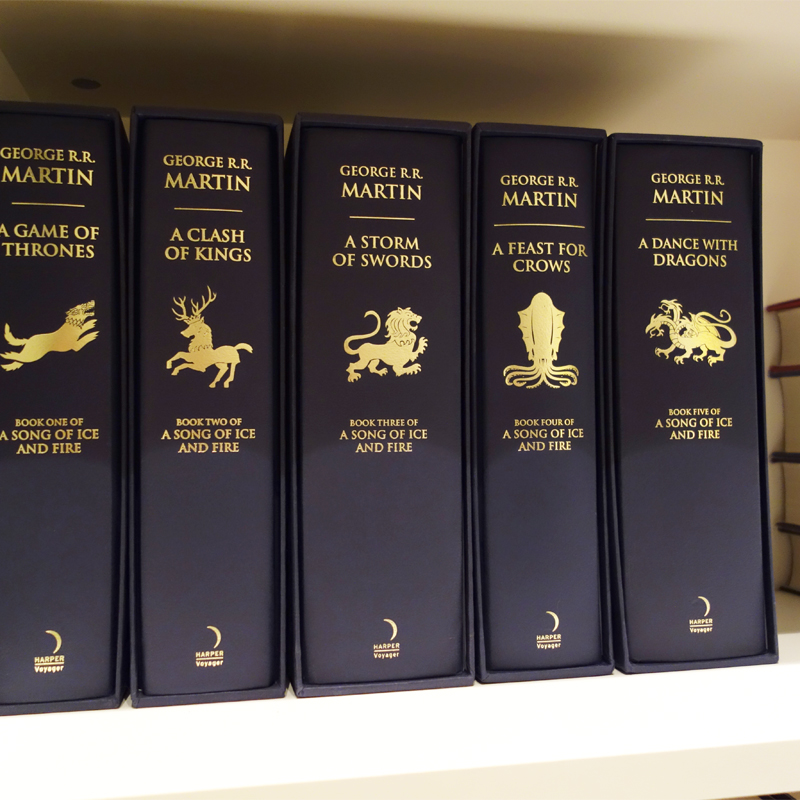 GEORGE R.R.
MARTIN
A GAME OF
THRONES
BOOK ONE OF
A SONG OF ICE
AND FIRE
HARPER
Voyager
GEORGE R.R.
MARTIN
A CLASH
OF KINGS
BOOK TWO OF
A SONG OF ICE
AND FIRE
HARPER
Voyager
GEORGE R.R.
MARTIN
A STORM
OF SWORDS
BOOK THREE OF
A SONG OF ICE
AND FIRE
HARPER
Voyager
GEORGE R.R.
MARTIN
A FEAST FOR
CROWS
BOOK FOUR OF
A SONG OF ICE
AND FIRE
HARPER
Voyager
GEORGE R.R.
MARTIN
A DANCE WITH
DRAGONS
BOOK FIVE OF
A SONG OF ICE
AND FIRE
HARPER
Voyager